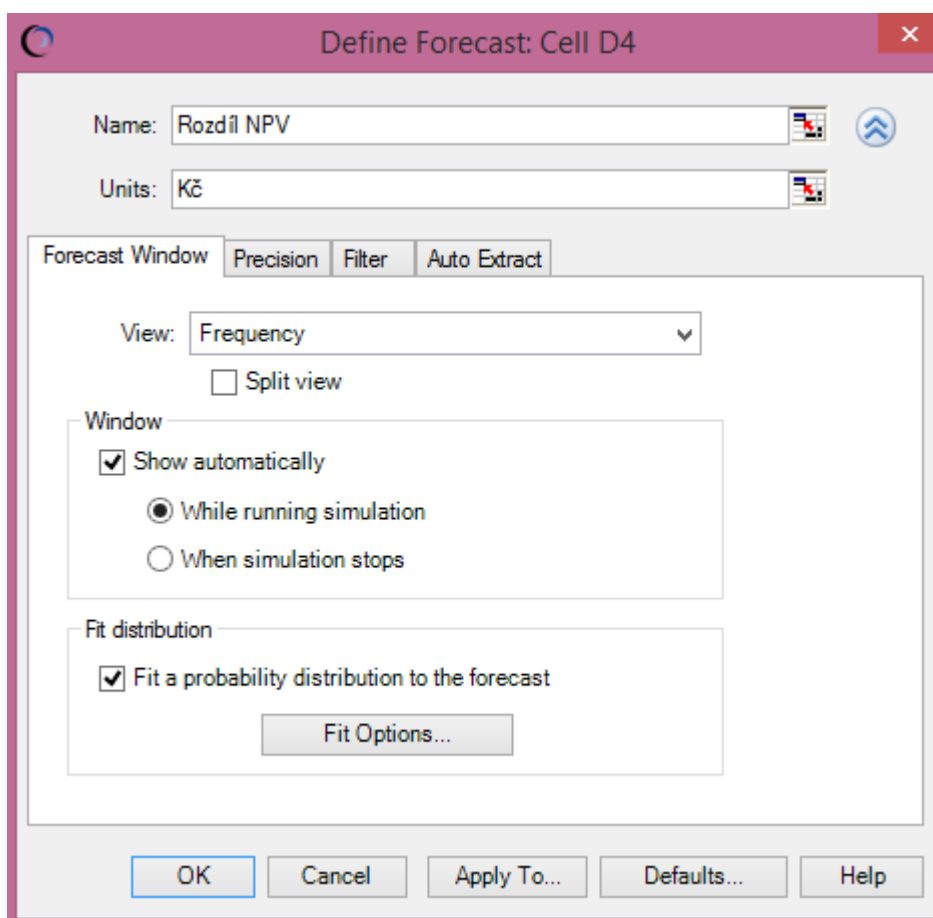 Define Forecast: Cell D4
Name: Rozdíl NPV
Units: Kč
Forecast Window Precision Filter Auto Extract
View: Frequency
Split view
Window
Show automatically
While running simulation
When simulation stops
Fit distribution
Fit a probability distribution to the forecast
Fit Options...
OK Cancel Apply To... Defaults... Help